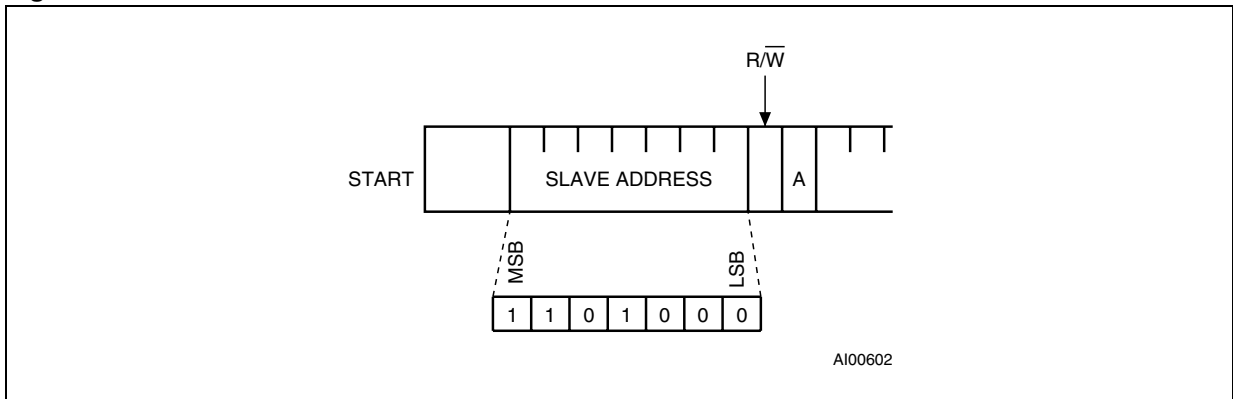 R/W̅
START
SLAVE ADDRESS
A
MSB
LSB
1 1 0 1 0 0 0
AI00602